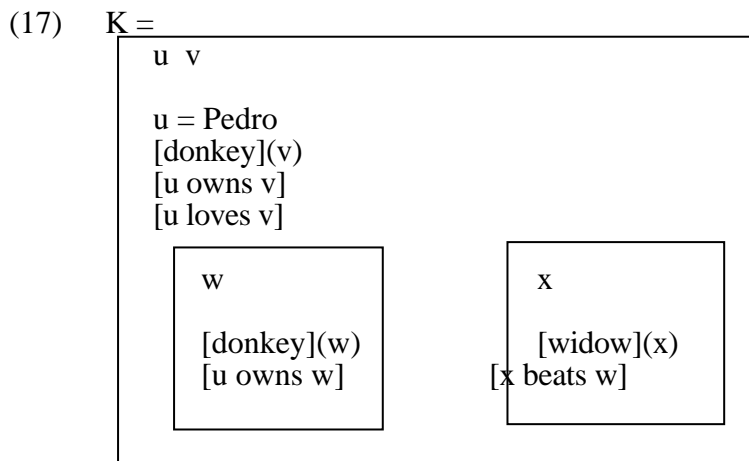 (17) K =
u v
u = Pedro
[donkey](v)
[u owns v]
[u loves v]
w x
[donkey](w) [widow](x)
[u owns w] [x beats w]